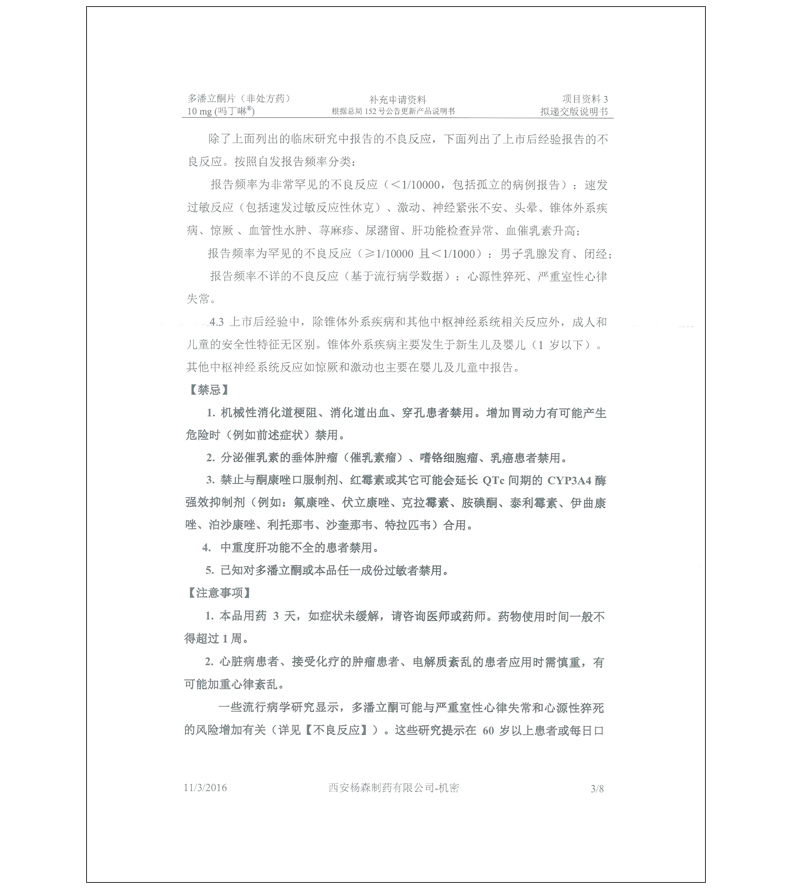 多潘立酮片（非处方药） 补充申请资料 项目资料 3
10 mg (吗丁啉®) 根据总局 152 号公告更新产品说明书 拟递交版说明书
除了上面列出的临床研究中报告的不良反应，下面列出了上市后经验报告的不
良反应。按照自发报告频率分类：
报告频率为非常罕见的不良反应（＜1/10000，包括孤立的病例报告）：速发
过敏反应（包括速发过敏反应性休克）、激动、神经紧张不安、头晕、锥体外系疾
病、惊厥 、血管性水肿、荨麻疹、尿潴留、肝功能检查异常、血催乳素升高；
报告频率为罕见的不良反应（≥1/10000 且＜1/1000）：男子乳腺发育、闭经；
报告频率不详的不良反应（基于流行病学数据）：心源性猝死、严重室性心律
失常。
4.3 上市后经验中，除锥体外系疾病和其他中枢神经系统相关反应外，成人和
儿童的安全性特征无区别。锥体外系疾病主要发生于新生儿及婴儿（1 岁以下）。
其他中枢神经系统反应如惊厥和激动也主要在婴儿及儿童中报告。
【禁忌】
1. 机械性消化道梗阻、消化道出血、穿孔患者禁用。增加胃动力有可能产生
危险时（例如前述症状）禁用。
2. 分泌催乳素的垂体肿瘤（催乳素瘤）、嗜铬细胞瘤、乳癌患者禁用。
3. 禁止与酮康唑口服制剂、红霉素或其它可能会延长 QTc 间期的 CYP3A4 酶
强效抑制剂（例如：氟康唑、伏立康唑、克拉霉素、胺碘酮、泰利霉素、伊曲康
唑、泊沙康唑、利托那韦、沙奎那韦、特拉匹韦）合用。
4. 中重度肝功能不全的患者禁用。
5. 已知对多潘立酮或本品任一成份过敏者禁用。
【注意事项】
1. 本品用药 3 天，如症状未缓解，请咨询医师或药师。药物使用时间一般不
得超过 1 周。
2. 心脏病患者、接受化疗的肿瘤患者、电解质紊乱的患者应用时需慎重，有
可能加重心律紊乱。
一些流行病学研究显示，多潘立酮可能与严重室性心律失常和心源性猝死
的风险增加有关（详见【不良反应】）。这些研究提示在 60 岁以上患者或每日口
11/3/2016 西安杨森制药有限公司-机密 3/8